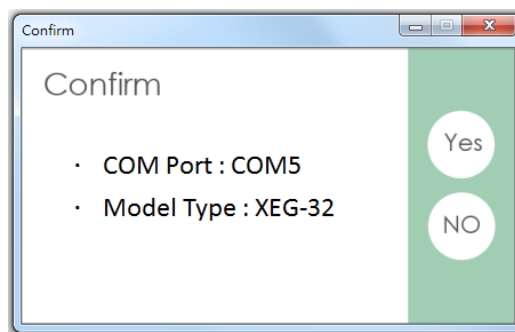 Confirm
Confirm
· COM Port : COM5
· Model Type : XEG-32
Yes
NO